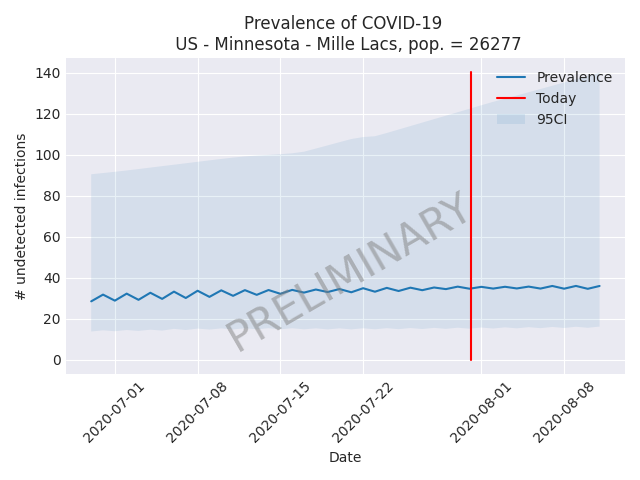 Prevalence of COVID-19
US - Minnesota - Mille Lacs, pop. = 26277
Prevalence
Today
95CI
# undetected infections
140
120
100
80
60
40
20
0
PRELIMINARY
2020-07-01
2020-07-08
2020-07-15
2020-07-22
2020-08-01
2020-08-08
Date